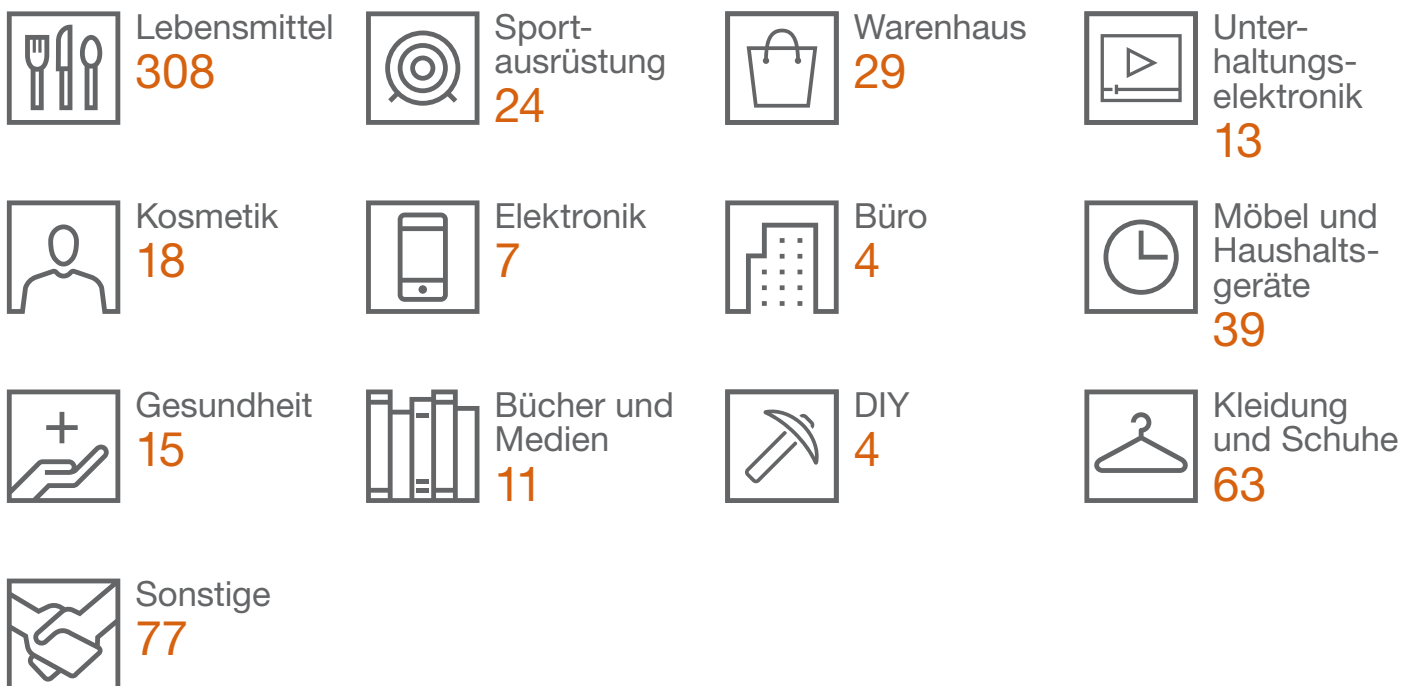 Lebensmittel
308
Sport-
ausrüstung
24
Warenhaus
29
Unter-
haltungs-
elektronik
13
Kosmetik
18
Elektronik
7
Büro
4
Möbel und
Haushalts-
geräte
39
Gesundheit
15
Bücher und
Medien
11
DIY
4
Kleidung
und Schuhe
63
Sonstige
77